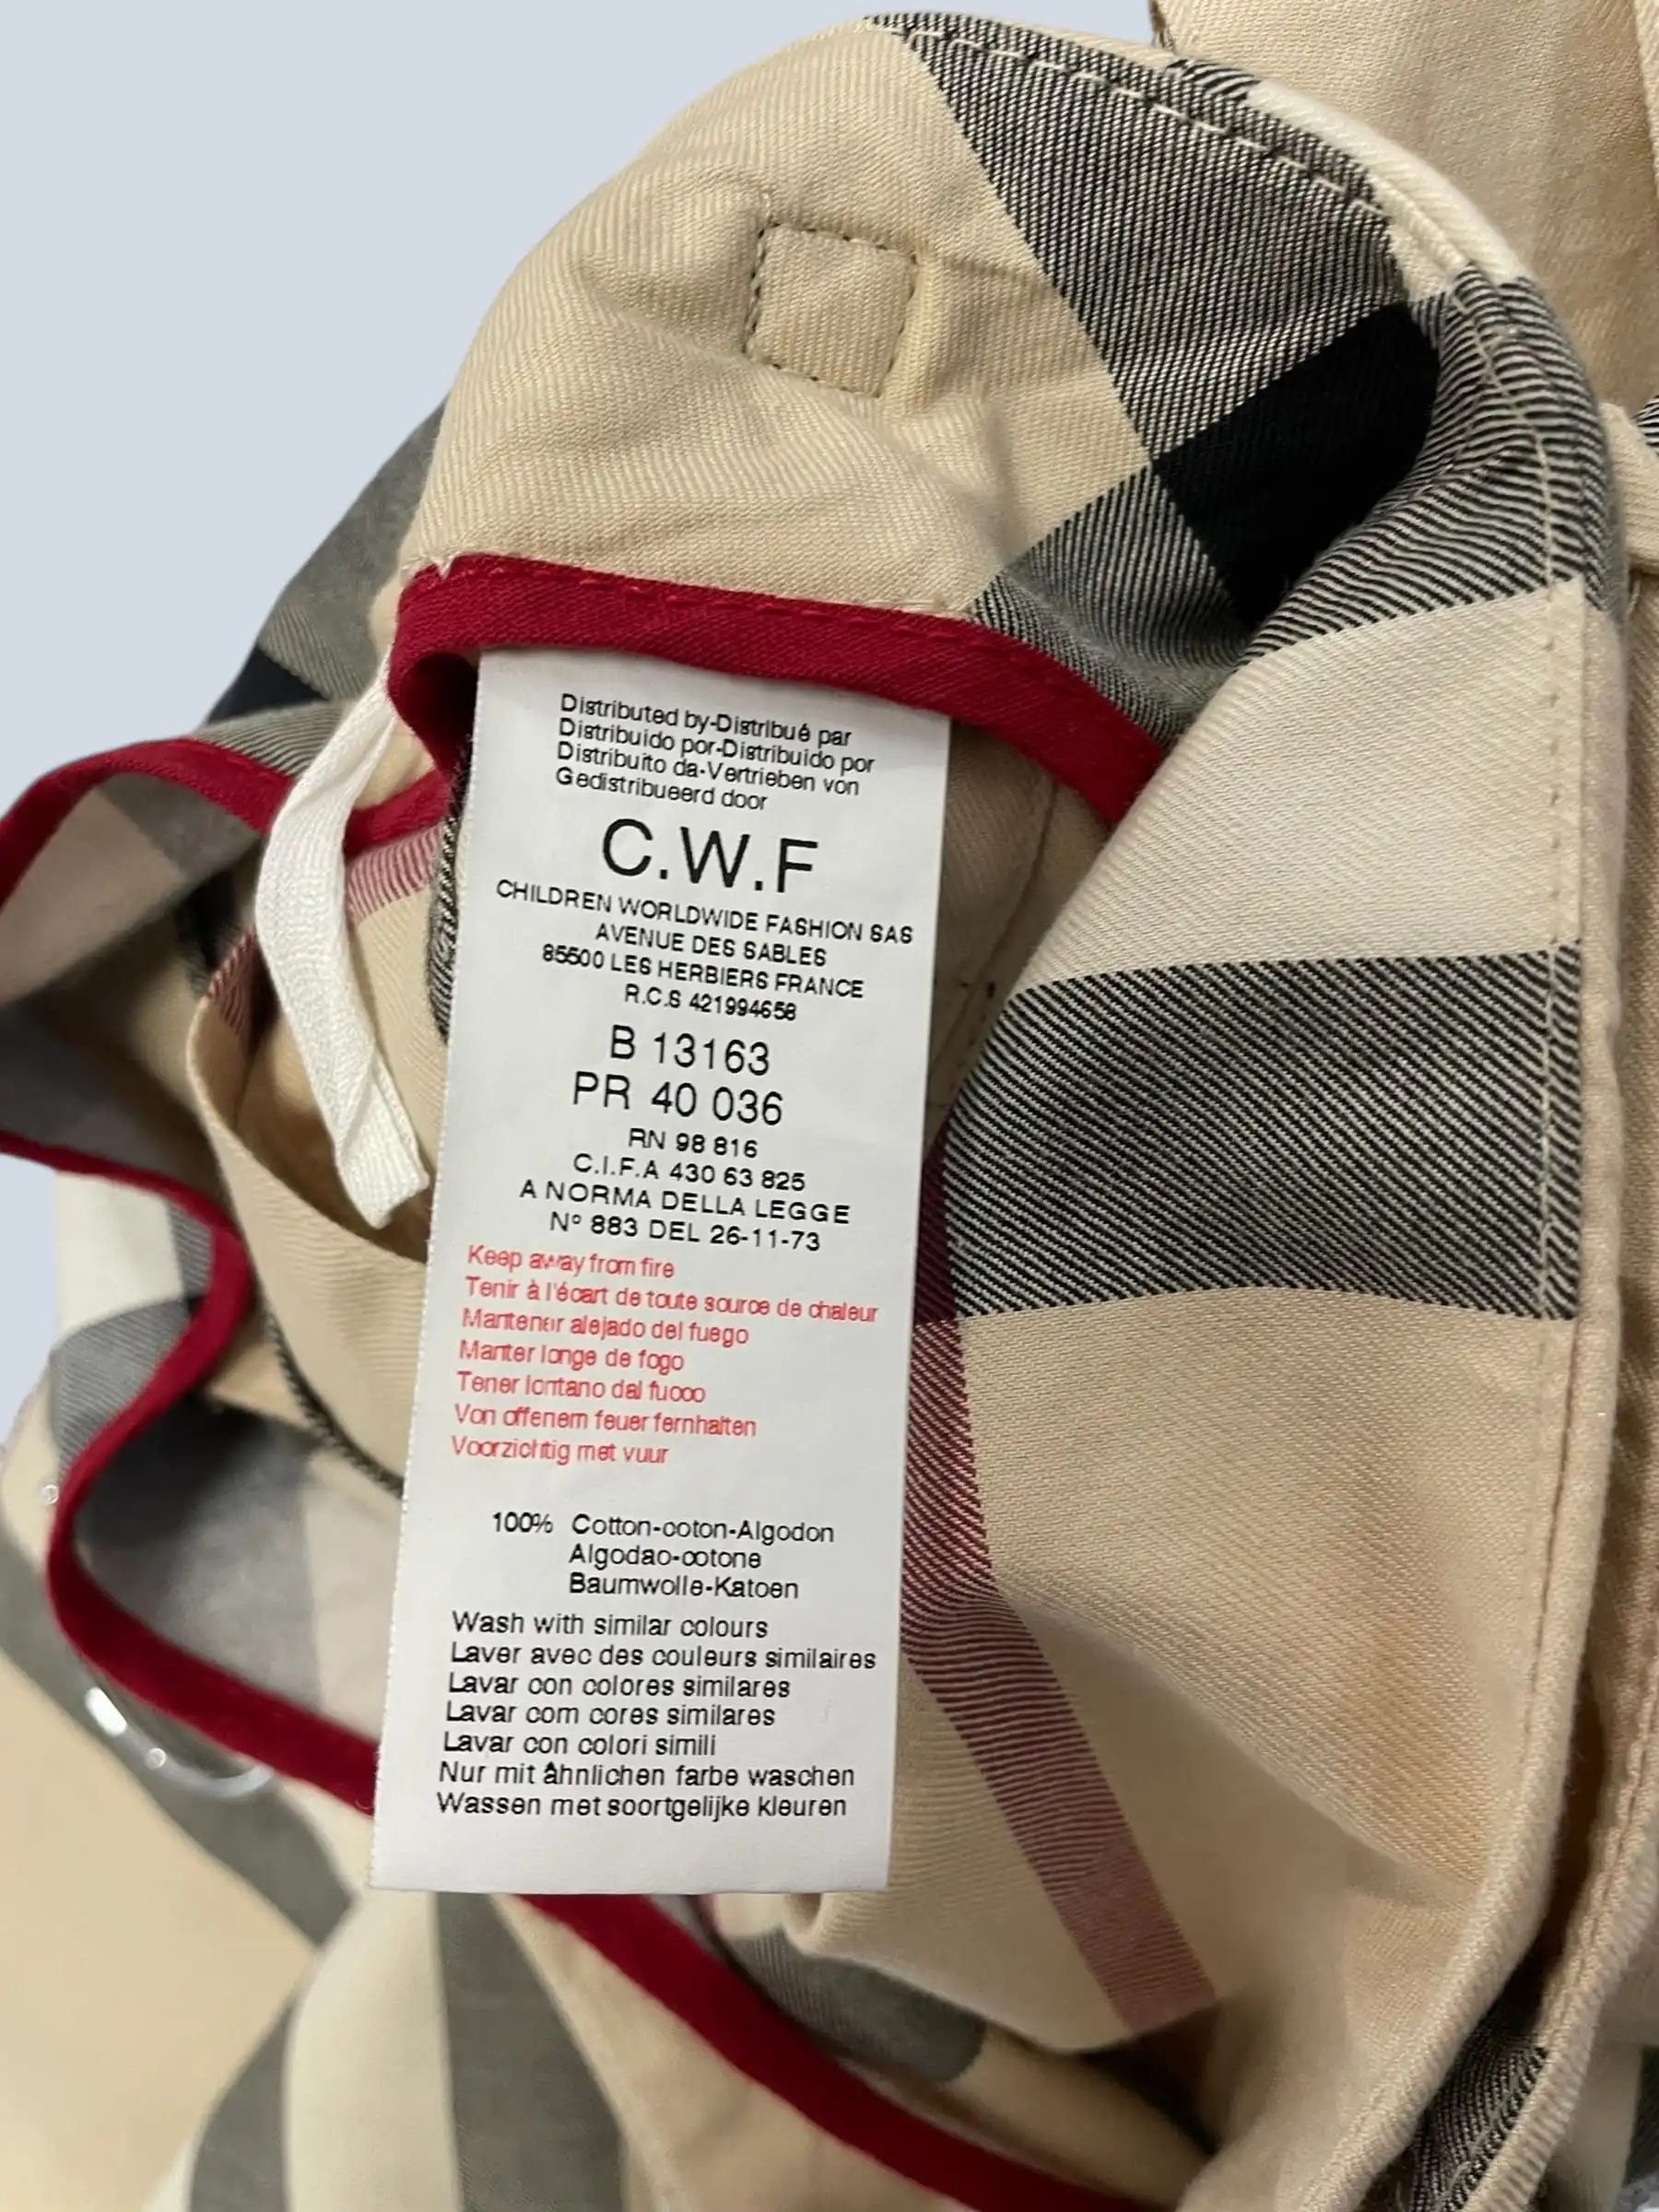 Distributed by-Distribué par
Distribuido por-Distribuido por
Distribuito da-Vertrieben von
Gedistribueerd door
C.W.F
CHILDREN WORLDWIDE FASHION SAS
AVENUE DES SABLES
85500 LES HERBIERS FRANCE
R.C.S 421994658
B 13163
PR 40 036
RN 98 816
C.I.F.A 430 63 825
A NORMA DELLA LEGGE
N° 883 DEL 26-11-73
Keep away from fire
Tenir à l'écart de toute source de chaleur
Mantener alejado del fuego
Manter longe de fogo
Tener lontano dal fuoco
Von offenem feuer fernhalten
Voorzichtig met vuur
100% Cotton-coton-Algodon
Algodao-cotone
Baumwolle-Katoen
Wash with similar colours
Laver avec des couleurs similaires
Lavar con colores similares
Lavar com cores similares
Lavar con colori simili
Nur mit âhnlichen farbe waschen
Wassen met soortgelijke kleuren